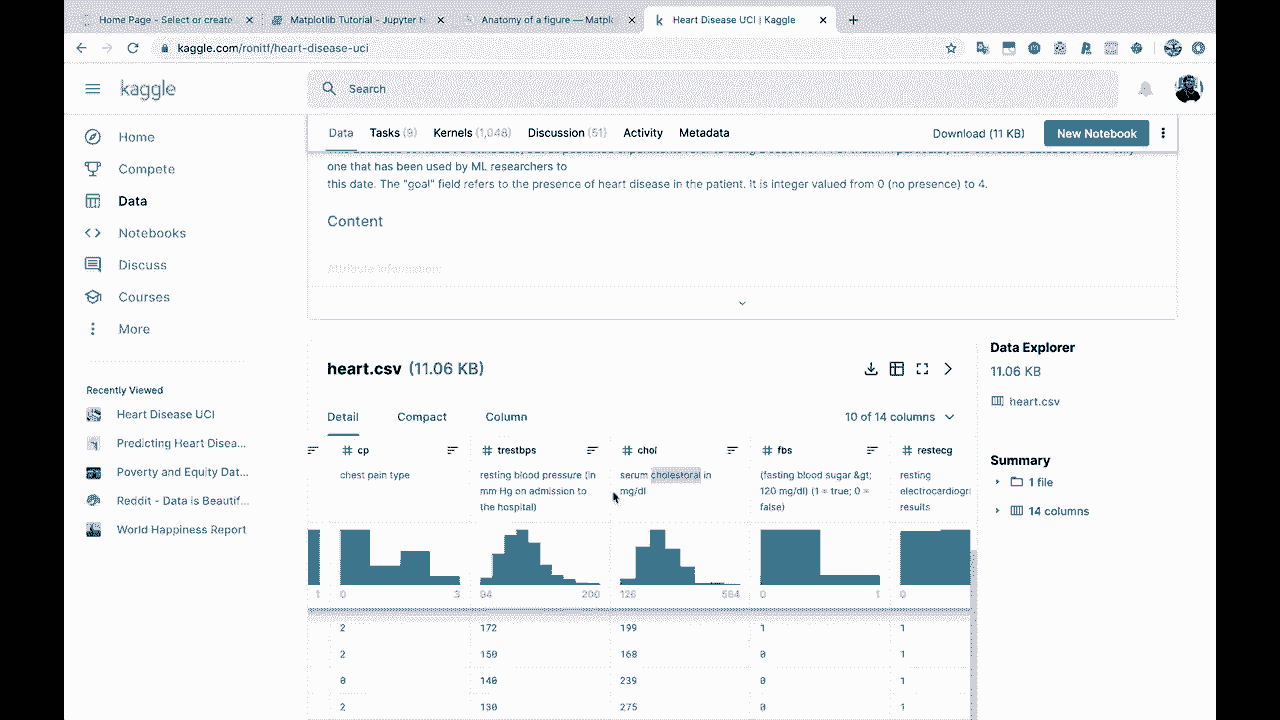 Home Page - Select or create
Matplotlib Tutorial - Jupyter N
Anatomy of a figure — Matpl
Heart Disease UCI | Kaggle
kaggle.com/ronitf/heart-disease-uci
kaggle
Search
Home
Compete
Data
Notebooks
Discuss
Courses
More
Recently Viewed
Heart Disease UCI
Predicting Heart Disea...
Poverty and Equity Dat...
Reddit - Data is Beautif...
World Happiness Report
Data Tasks (9) Kernels (1,048) Discussion (51) Activity Metadata
Download (11 KB) New Notebook
one that has been used by ML researchers to
this date. The "goal" field refers to the presence of heart disease in the patient. It is integer valued from 0 (no presence) to 4.
Content
Attribute Information:
heart.csv (11.06 KB)
Detail Compact Column
10 of 14 columns
# cp # trestbps # chol # fbs # restecg
chest pain type
resting blood pressure (in
mm Hg on admission to
the hospital)
serum cholestoral in
mg/dl
(fasting blood sugar &gt;
120 mg/dl) (1 = true; 0 =
false)
resting
electrocardiogr
results
1 0 3 94 200 126 564 0 1 0
2 172 199 1 1
2 150 168 0 1
0 140 239 0 1
2 130 275 0 1
Data Explorer
11.06 KB
heart.csv
Summary
1 file
14 columns